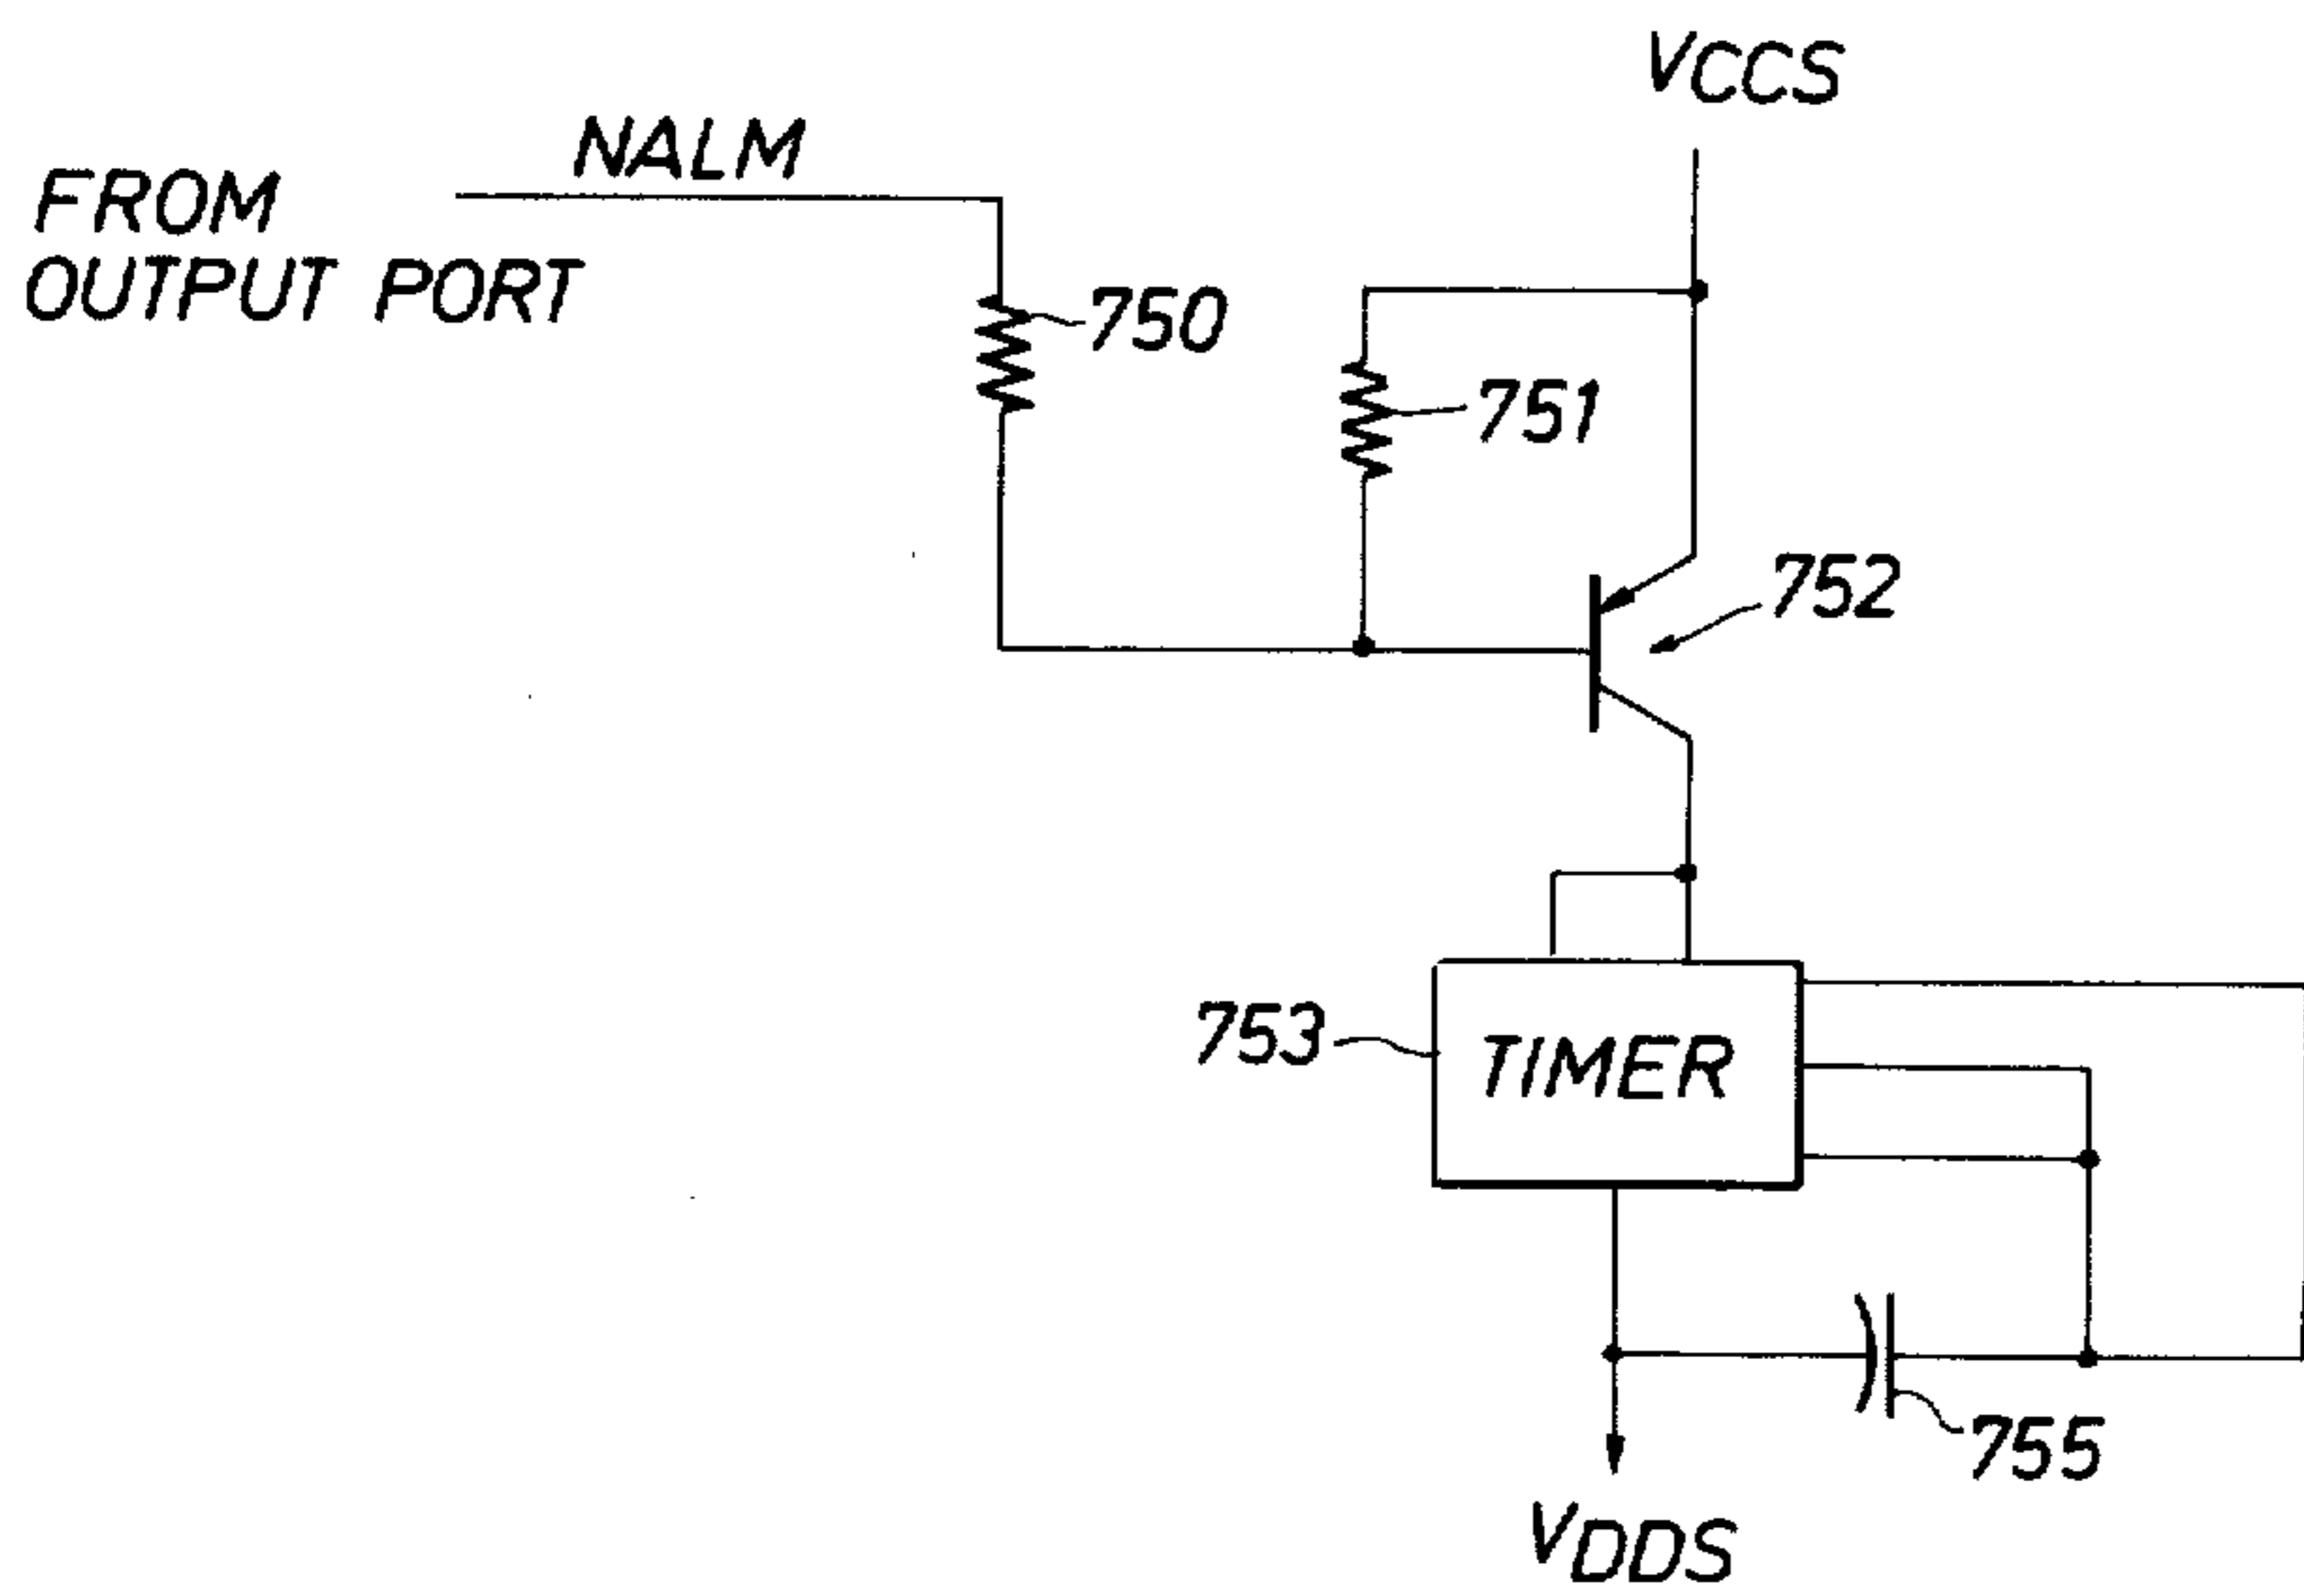 VCCS
NALM
FROM
OUTPUT PORT
750
751
752
753
TIMER
755
VDDS